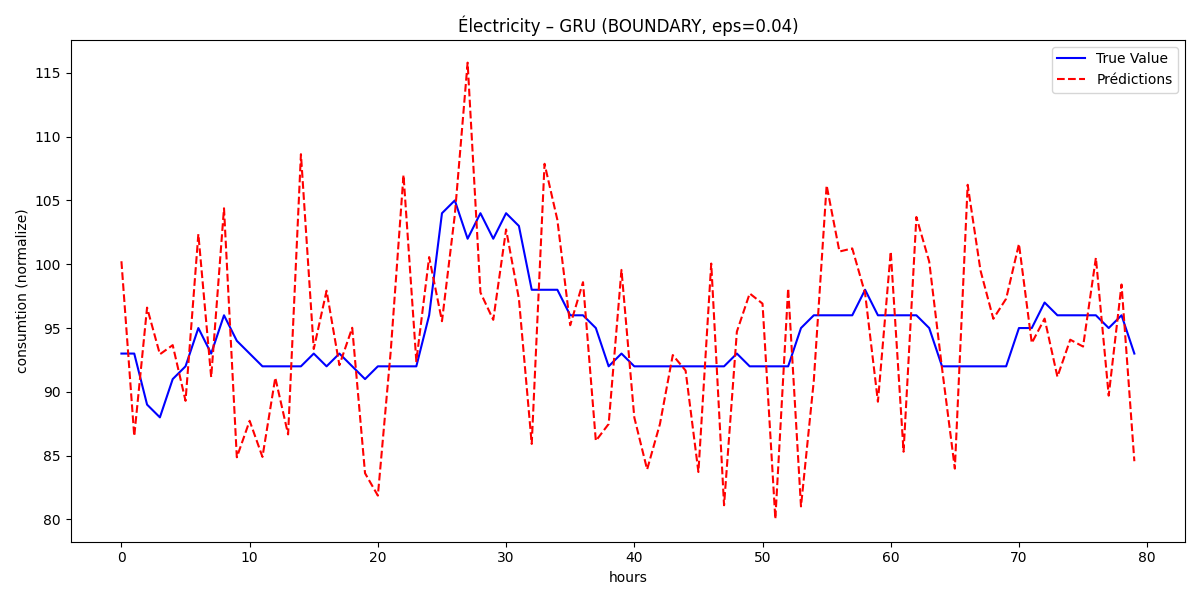 Électricity – GRU (BOUNDARY, eps=0.04)
True Value
Prédictions
consumtion (normalize)
115
110
105
100
95
90
85
80
0 10 20 30 40 50 60 70 80
hours